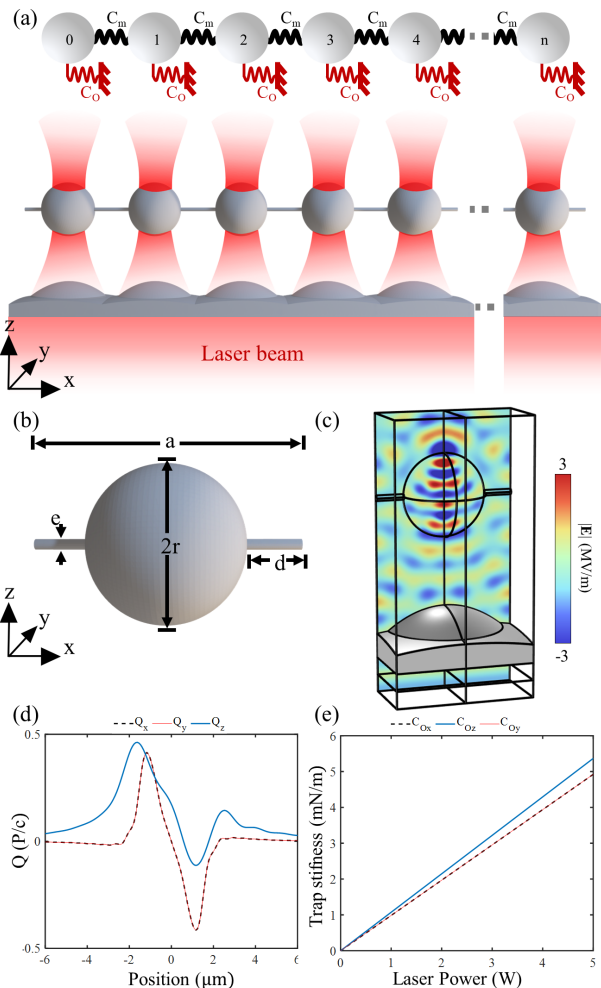 (a)
C_m C_m C_m C_m C_m
0 1 2 3 4 n
C_O C_O C_O C_O C_O C_O
Laser beam
z
y
x
(b)
a
e
2r
d
z
y
x
(c)
3
|E| (MV/m)
-3
(d)
Q_x Q_y Q_z
0.5
0
-0.5
Q (P/c)
-6 -4 -2 0 2 4 6
Position (μm)
(e)
C_Ox C_Oz C_Oy
6
5
4
3
2
1
0
Trap stifness (mN/m)
0 1 2 3 4 5
Laser Power (W)